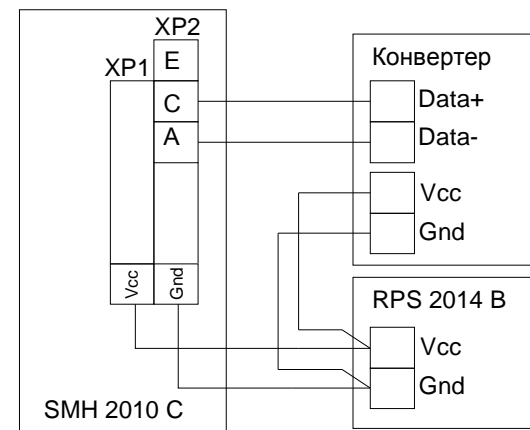 XP2
XP1
E
C
A
Vcc
Gnd
SMH 2010 C
Конвертер
Data+
Data-
Vcc
Gnd
RPS 2014 B
Vcc
Gnd